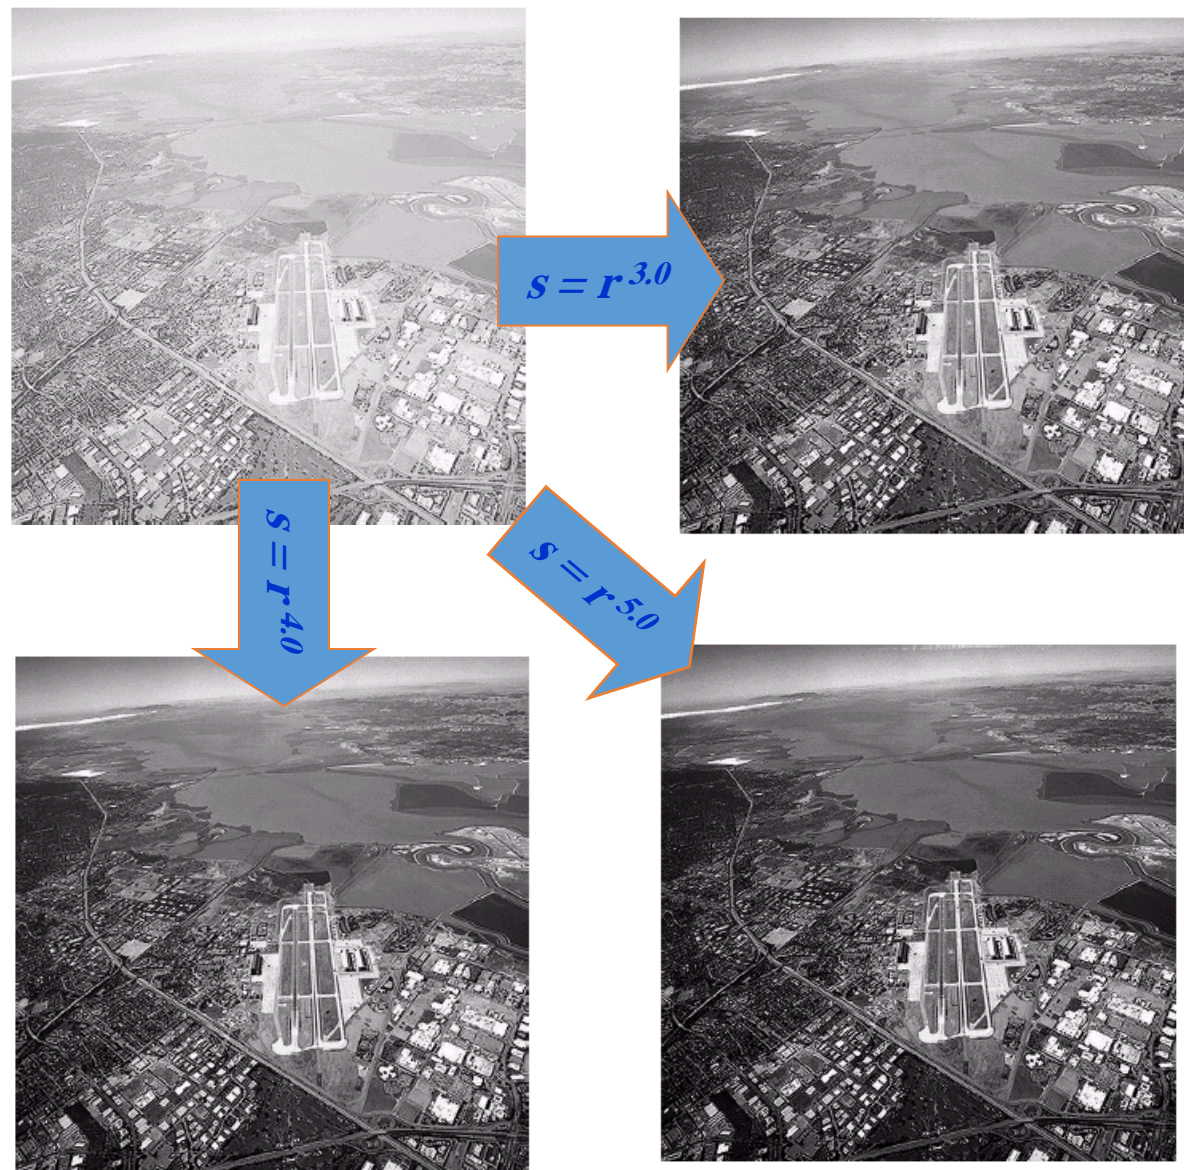 s = r 3.0
s = r 4.0
s = r 5.0